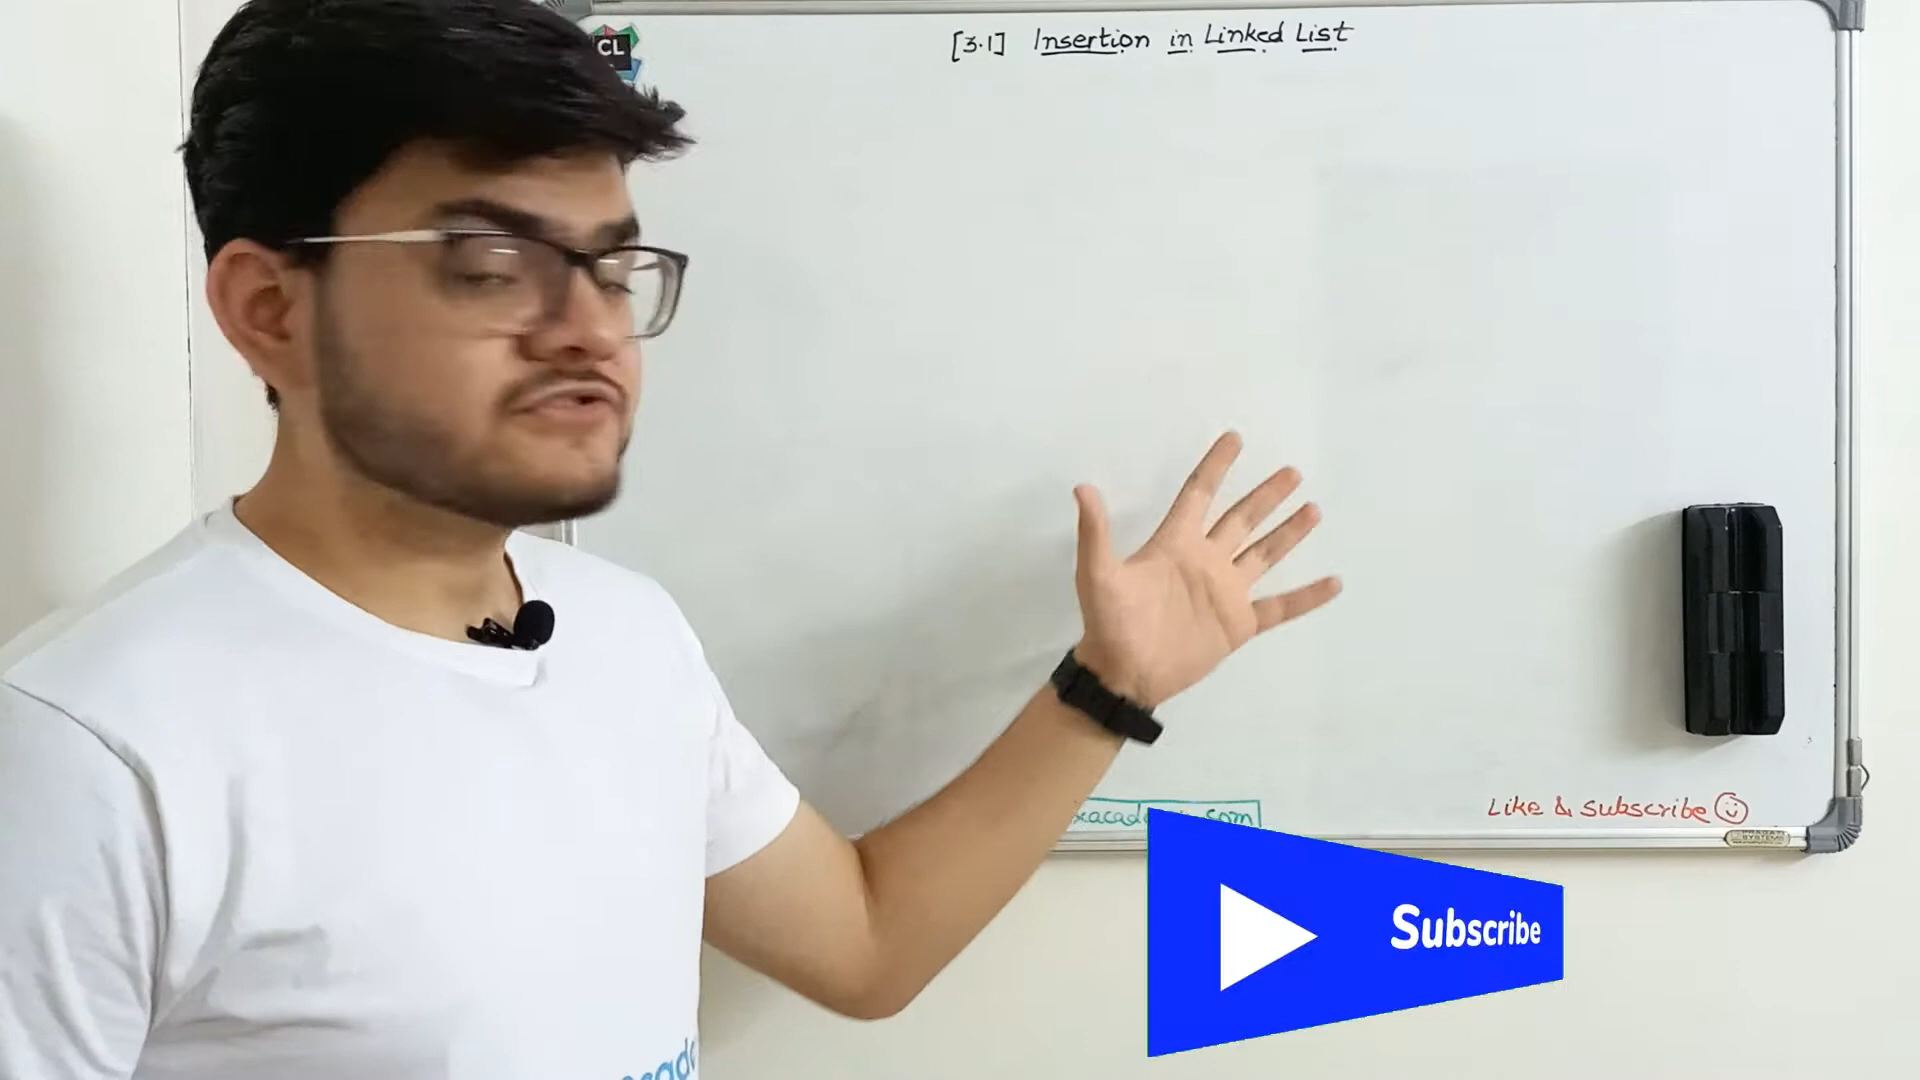 CL
[3.1] Insertion in Linked List
Like & subscribe
Subscribe